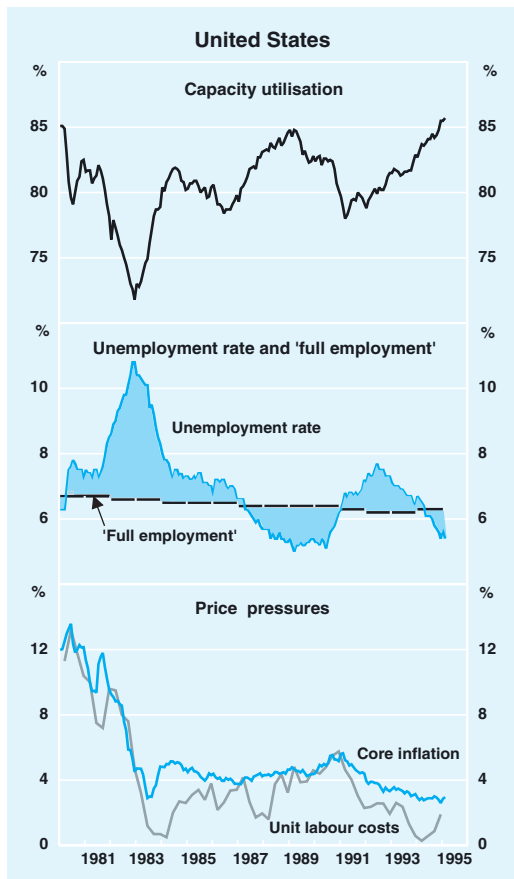 United States
% %
Capacity utilisation
85 85
80 80
75 75
% %
Unemployment rate and 'full employment'
10 10
Unemployment rate
8 8
6 6
'Full employment'
% %
Price pressures
12 12
8 8
Core inflation
4 4
Unit labour costs
0 0
1981 1983 1985 1987 1989 1991 1993 1995